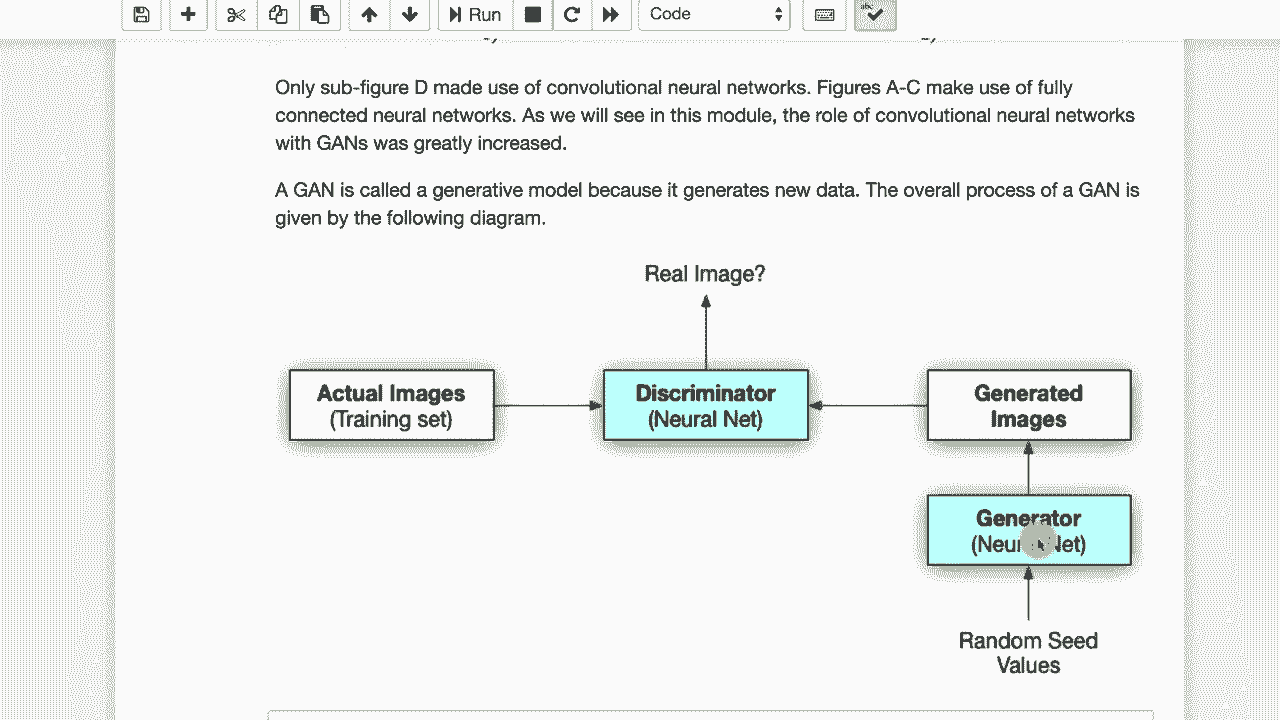 Run
Code
abc
Only sub-figure D made use of convolutional neural networks. Figures A-C make use of fully
connected neural networks. As we will see in this module, the role of convolutional neural networks
with GANs was greatly increased.
A GAN is called a generative model because it generates new data. The overall process of a GAN is
given by the following diagram.
Real Image?
Actual Images
(Training set)
Discriminator
(Neural Net)
Generated
Images
Generator
(Neural Net)
Random Seed
Values